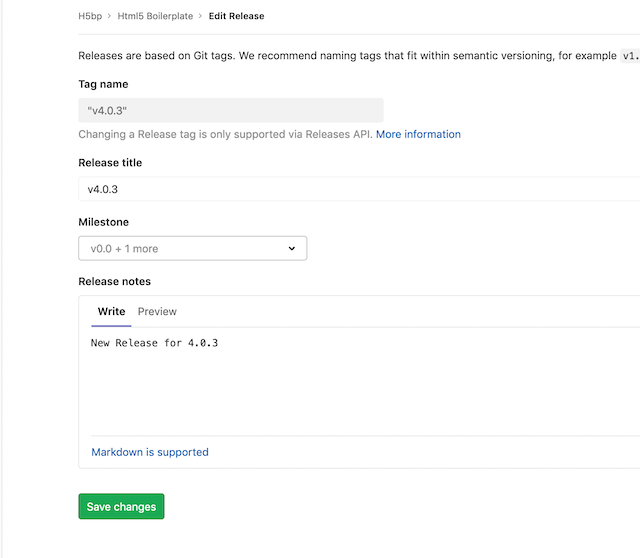 H5bp > Html5 Boilerplate > Edit Release
Releases are based on Git tags. We recommend naming tags that fit within semantic versioning, for example v1.
Tag name
"v4.0.3"
Changing a Release tag is only supported via Releases API. More information
Release title
v4.0.3
Milestone
v0.0 + 1 more
Release notes
Write Preview
New Release for 4.0.3
Markdown is supported
Save changes